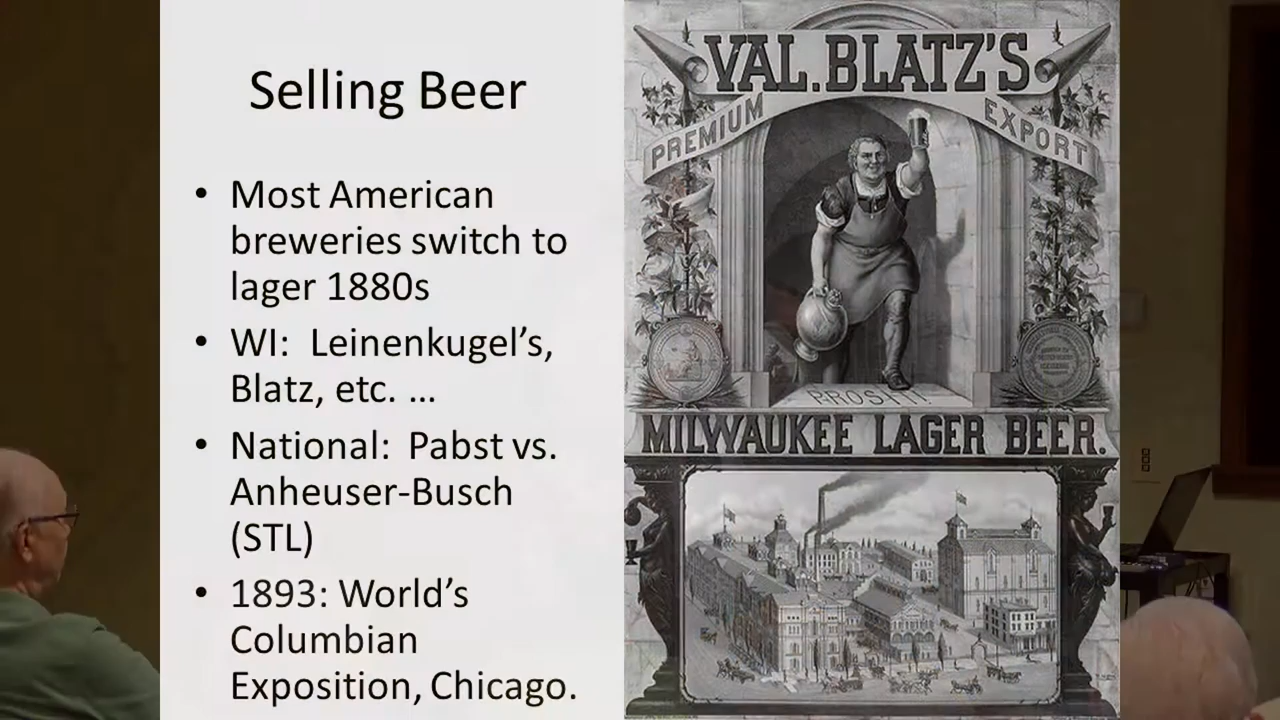 Selling Beer
• Most American
breweries switch to
lager 1880s
• WI:  Leinenkugel’s,
Blatz, etc. …
• National:  Pabst vs.
Anheuser-Busch
(STL)
• 1893: World’s
Columbian
Exposition, Chicago.
VAL.BLATZ'S
PREMIUM
EXPORT
PROSIT!
MILWAUKEE LAGER BEER.